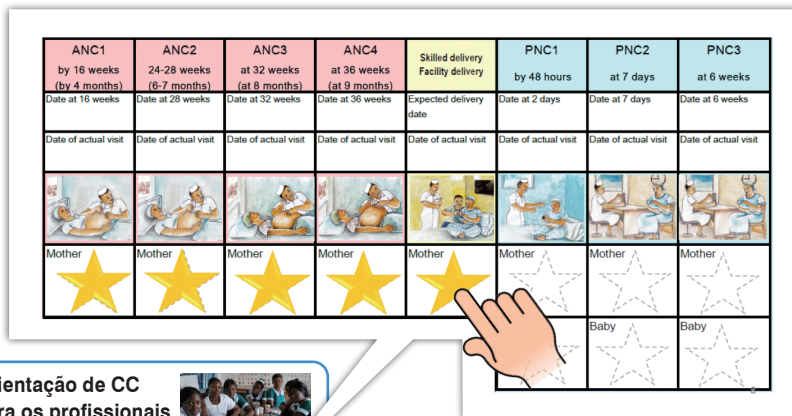 ANC1
by 16 weeks
(by 4 months)
ANC2
24-28 weeks
(6-7 months)
ANC3
at 32 weeks
(at 8 months)
ANC4
at 36 weeks
(at 9 months)
Skilled delivery
Facility delivery
PNC1
by 48 hours
PNC2
at 7 days
PNC3
at 6 weeks
Date at 16 weeks
Date at 28 weeks
Date at 32 weeks
Date at 36 weeks
Expected delivery
date
Date at 2 days
Date at 7 days
Date at 6 weeks
Date of actual visit
Date of actual visit
Date of actual visit
Date of actual visit
Date of actual visit
Date of actual visit
Date of actual visit
Date of actual visit
Mother
Mother
Mother
Mother
Mother
Mother
Mother
Mother
Baby
Baby
ientação de CC
ra os profissionais